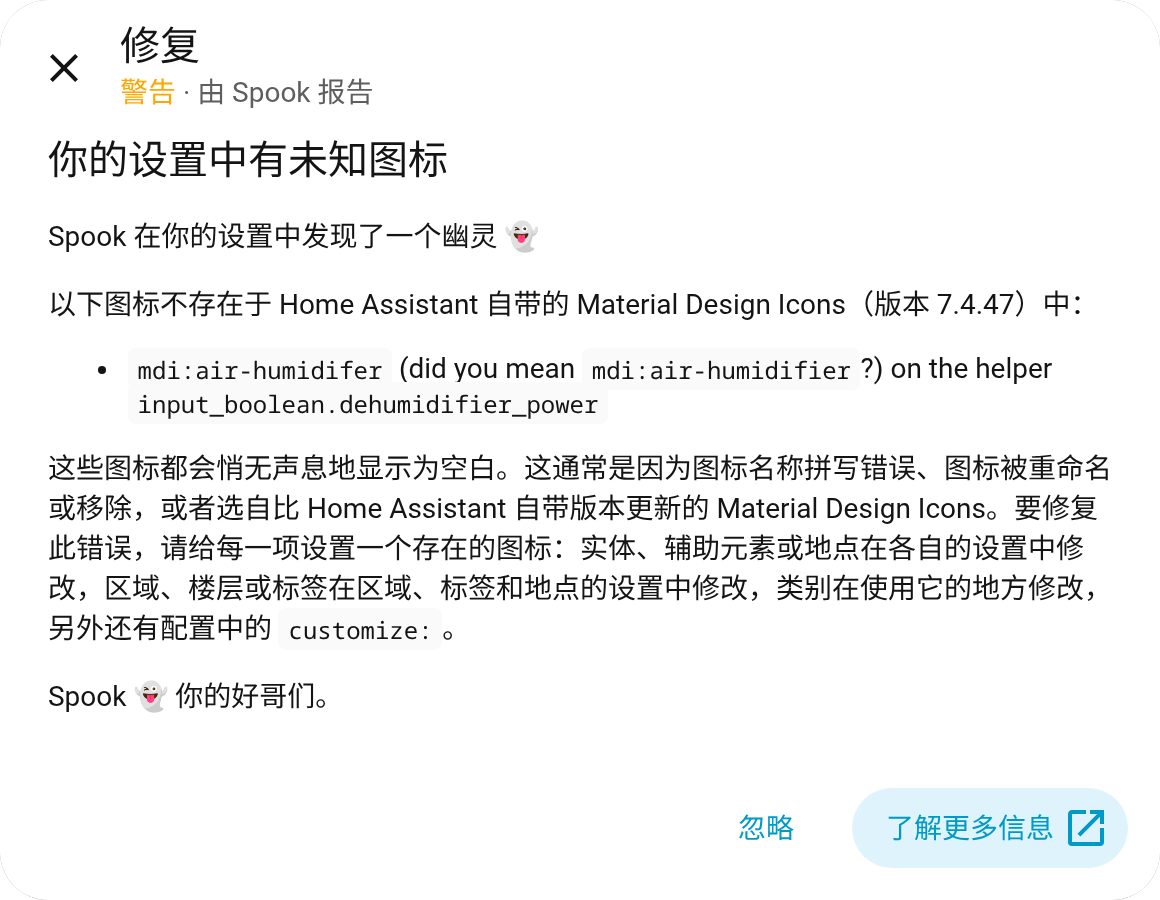 修复
警告 · 由 Spook 报告
你的设置中有未知图标
Spook 在你的设置中发现了一个幽灵 👻
以下图标不存在于 Home Assistant 自带的 Material Design Icons（版本 7.4.47）中：
• mdi:air-humidifer (did you mean mdi:air-humidifier?) on the helper
input_boolean.dehumidifier_power
这些图标都会悄无声息地显示为空白。这通常是因为图标名称拼写错误、图标被重命名
或移除，或者选自比 Home Assistant 自带版本更新的 Material Design Icons。要修复
此错误，请给每一项设置一个存在的图标：实体、辅助元素或地点在各自的设置中修
改，区域、楼层或标签在区域、标签和地点的设置中修改，类别在使用它的地方修改，
另外还有配置中的 customize:。
Spook 👻 你的好哥们。
忽略
了解更多信息